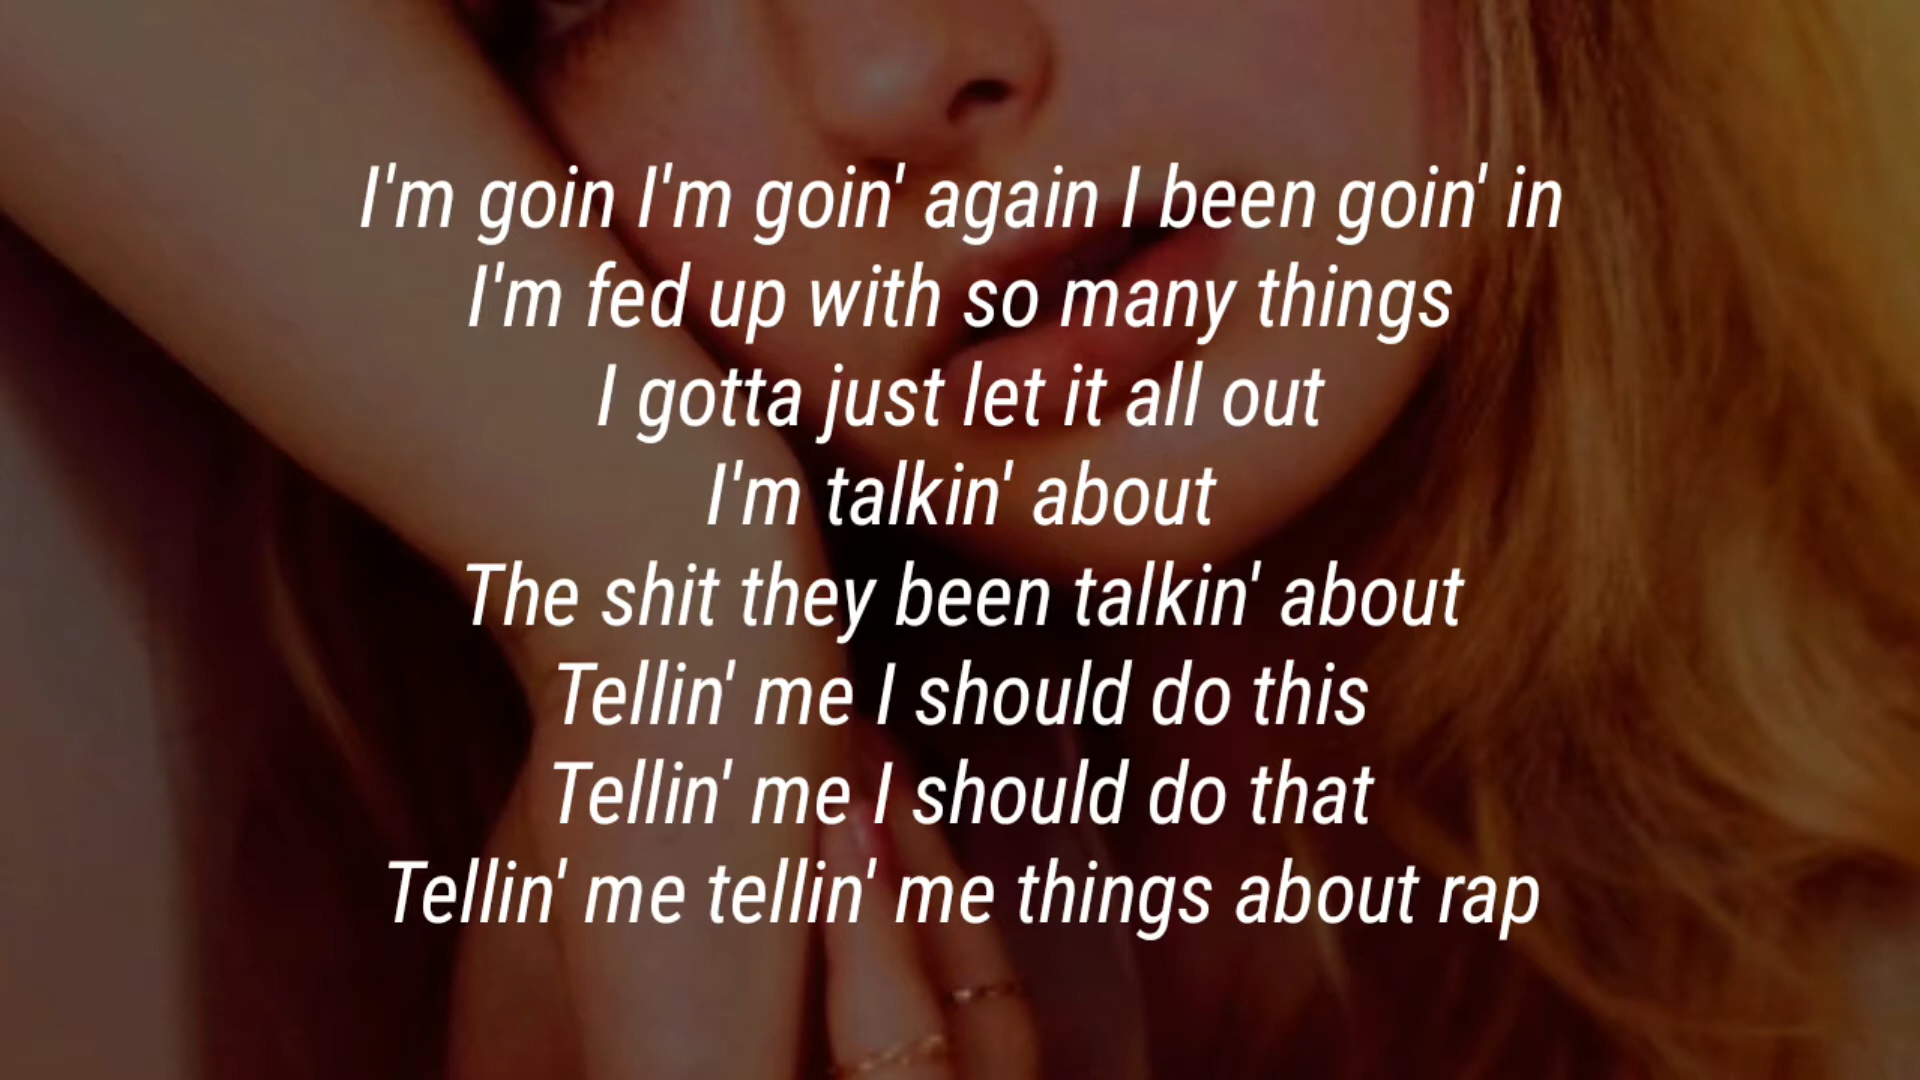 I'm goin I'm goin' again I been goin' in
I'm fed up with so many things
I gotta just let it all out
I'm talkin' about
The shit they been talkin' about
Tellin' me I should do this
Tellin' me I should do that
Tellin' me tellin' me things about rap